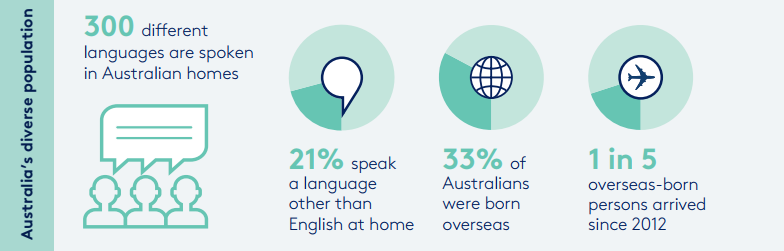 Australia's diverse population
300 different
languages are spoken
in Australian homes
21% speak
a language
other than
English at home
33% of
Australians
were born
overseas
1 in 5
overseas-born
persons arrived
since 2012